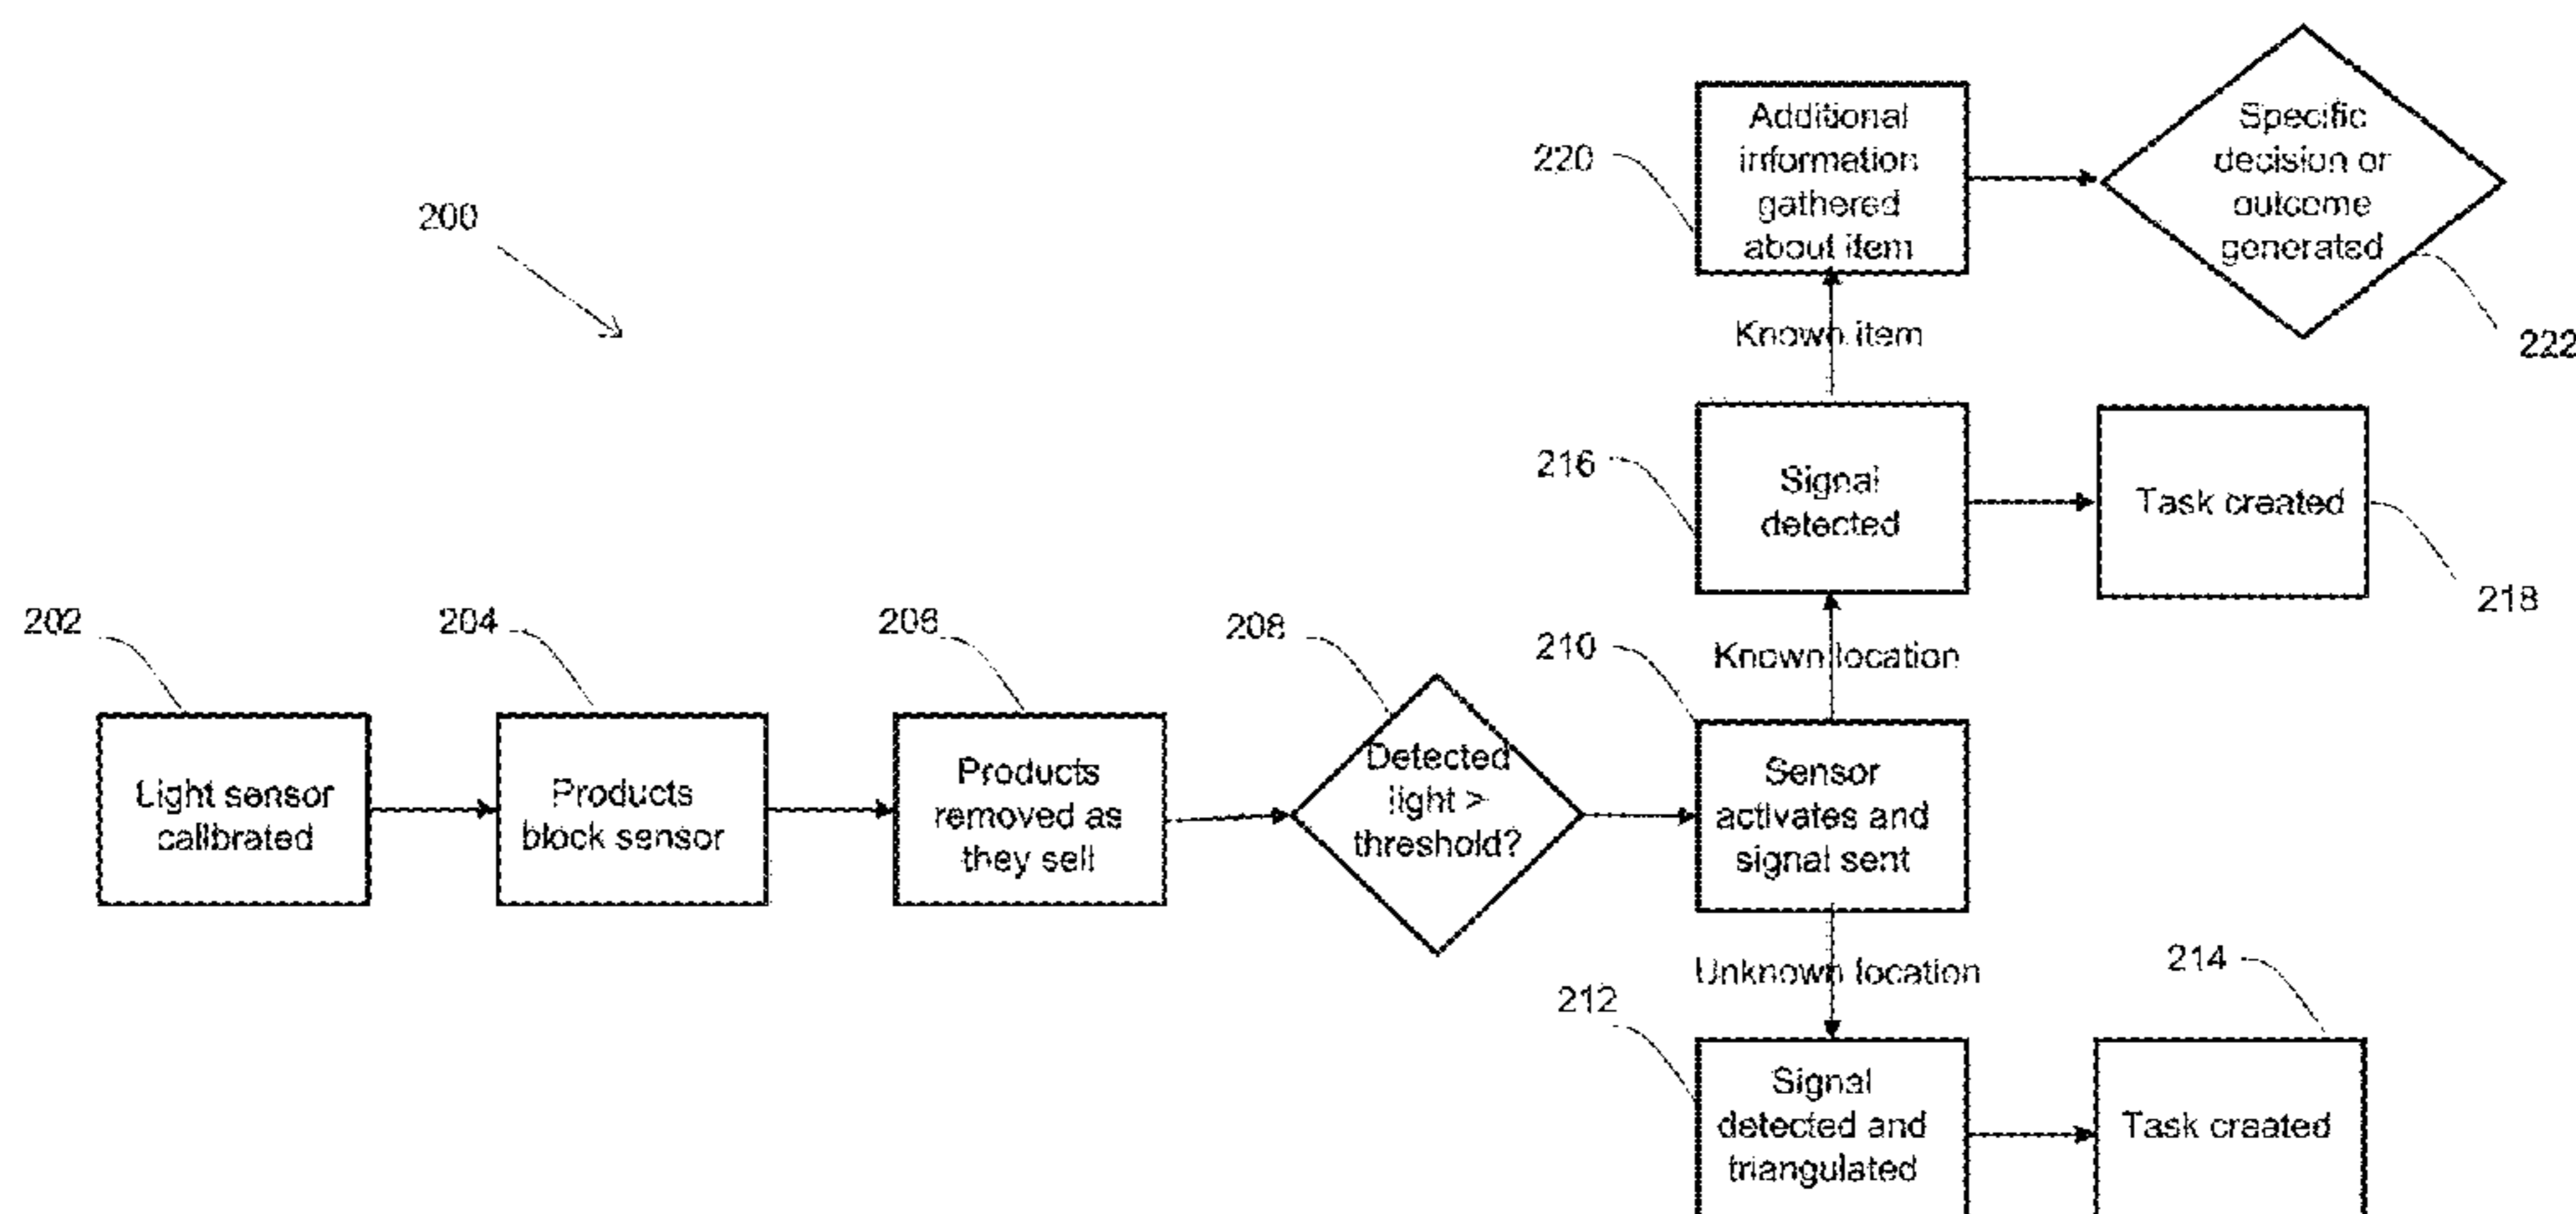 200
220
Additional
information
gathered
about item
Specific
decision or
outcome
generated
222
Known item
216
Signal
detected
Task created
218
Known location
202
Light sensor
calibrated
204
Products
block sensor
206
Products
removed as
they sell
208
Detected
light >
threshold?
210
Sensor
activates and
signal sent
Unknown location
212
Signal
detected and
triangulated
214
Task created